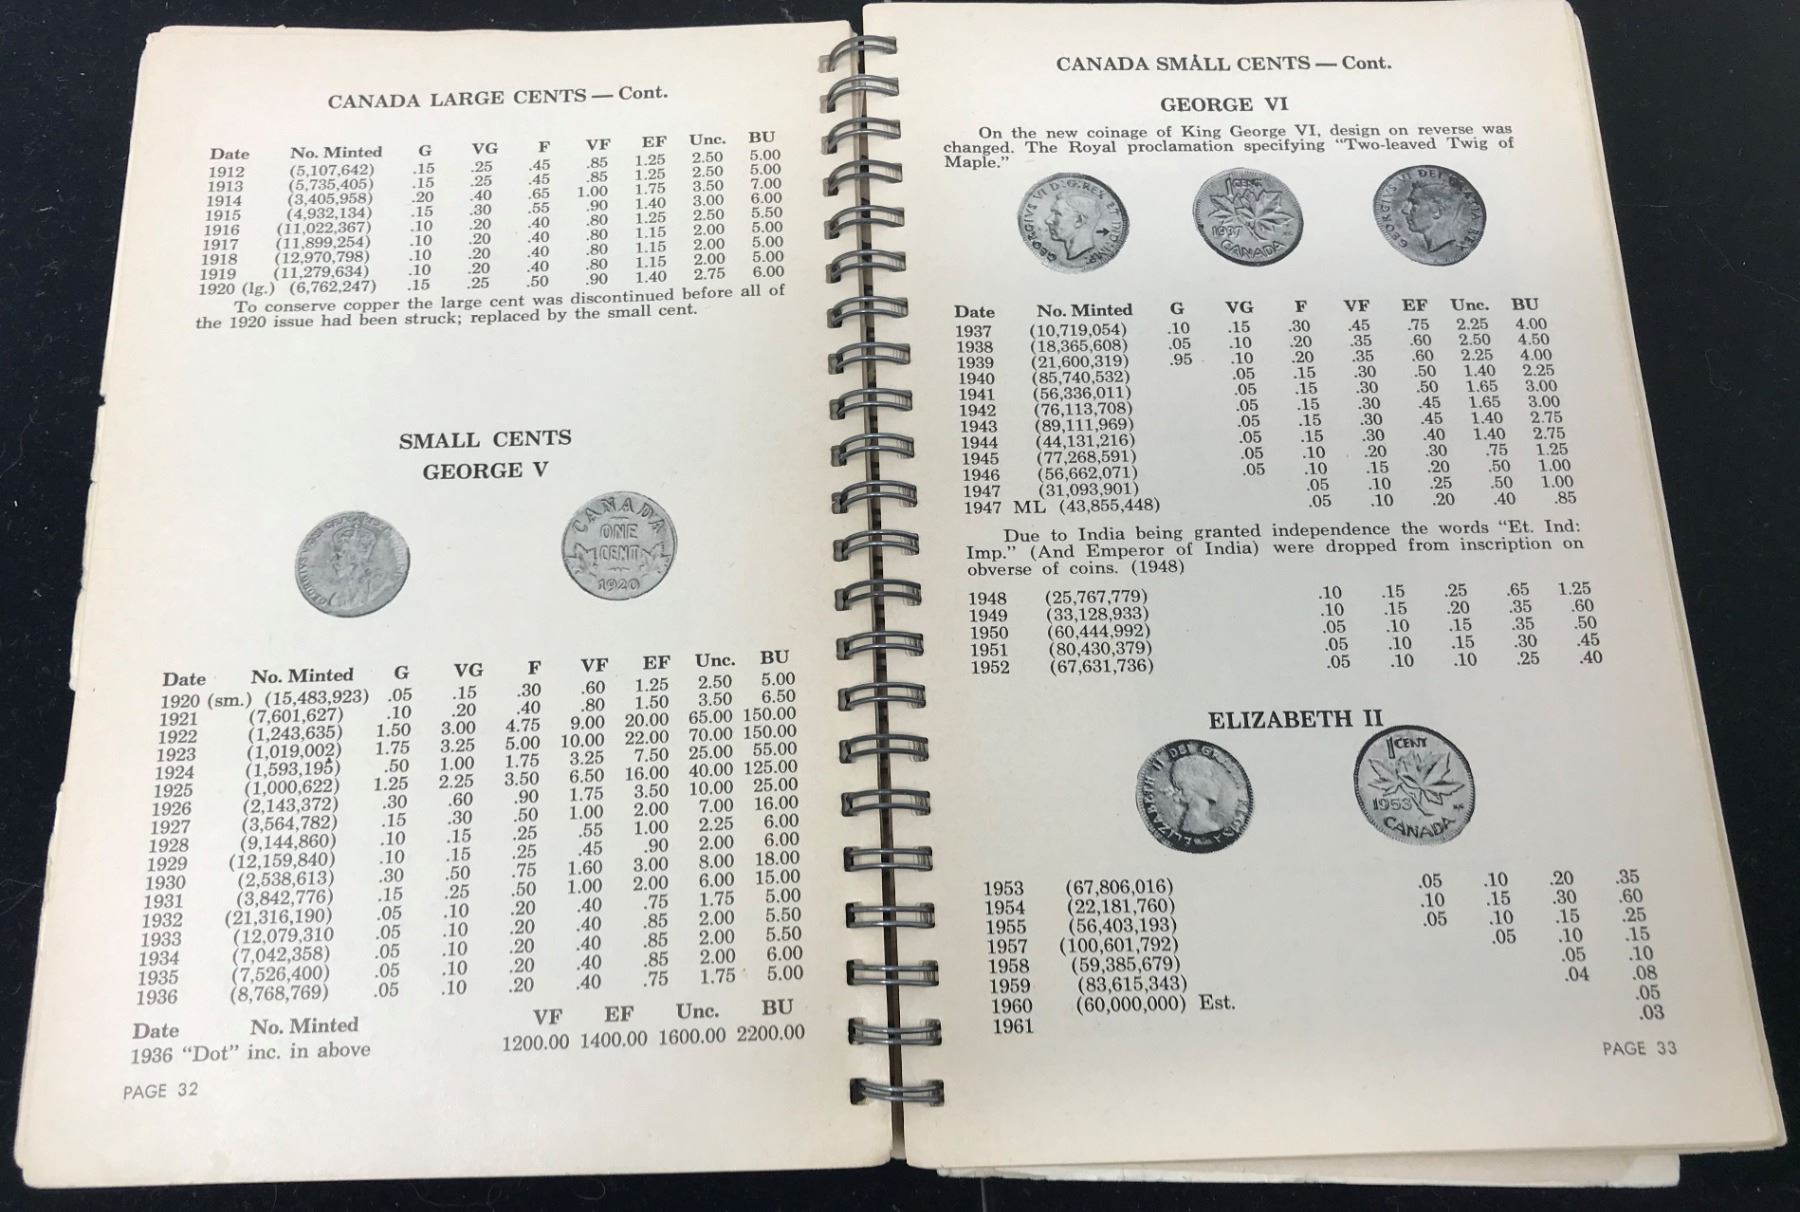 CANADA LARGE CENTS — Cont.
Date No. Minted G VG F VF EF Unc. BU
1912 (5,107,642) .15 .25 .45 .85 1.25 2.50 5.00
1913 (5,735,405) .15 .25 .45 .85 1.25 2.50 5.00
1914 (3,405,958) .20 .40 .65 1.00 1.75 3.50 7.00
1915 (4,932,134) .15 .30 .55 .90 1.40 3.00 6.00
1916 (11,022,367) .10 .20 .40 .80 1.25 2.50 5.50
1917 (11,899,254) .10 .20 .40 .80 1.15 2.00 5.00
1918 (12,970,798) .10 .20 .40 .80 1.15 2.00 5.00
1919 (11,279,634) .10 .20 .40 .80 1.15 2.00 5.00
1920 (lg.) (6,762,247) .15 .25 .50 .90 1.40 2.75 6.00
To conserve copper the large cent was discontinued before all of
the 1920 issue had been struck; replaced by the small cent.
SMALL CENTS
GEORGE V
CANADA
ONE
CENT
1920
Date No. Minted G VG F VF EF Unc. BU
1920 (sm.) (15,483,923) .05 .15 .30 .60 1.25 2.50 5.00
1921 (7,601,627) .10 .20 .40 .80 1.50 3.50 6.50
1922 (1,243,635) 1.50 3.00 4.75 9.00 20.00 65.00 150.00
1923 (1,019,002) 1.75 3.25 5.00 10.00 22.00 70.00 150.00
1924 (1,593,195) .50 1.00 1.75 3.25 7.50 25.00 55.00
1925 (1,000,622) 1.25 2.25 3.50 6.50 16.00 40.00 125.00
1926 (2,143,372) .30 .60 .90 1.75 3.50 10.00 25.00
1927 (3,564,782) .15 .30 .50 1.00 2.00 7.00 16.00
1928 (9,144,860) .10 .15 .25 .55 1.00 2.25 6.00
1929 (12,159,840) .10 .15 .25 .45 .90 2.00 6.00
1930 (2,538,613) .30 .50 .75 1.60 3.00 8.00 18.00
1931 (3,842,776) .15 .25 .50 1.00 2.00 6.00 15.00
1932 (21,316,190) .05 .10 .20 .40 .75 1.75 5.00
1933 (12,079,310 .05 .10 .20 .40 .85 2.00 5.50
1934 (7,042,358) .05 .10 .20 .40 .85 2.00 5.50
1935 (7,526,400) .05 .10 .20 .40 .85 2.00 6.00
1936 (8,768,769) .05 .10 .20 .40 .75 1.75 5.00
Date No. Minted VF EF Unc. BU
1936 “Dot” inc. in above 1200.00 1400.00 1600.00 2200.00
PAGE 32
CANADA SMALL CENTS — Cont.
GEORGE VI
On the new coinage of King George VI, design on reverse was
changed. The Royal proclamation specifying “Two-leaved Twig of
Maple.”
GEORGIVS VI D:G:REX ET IND:IMP:
1 CENT
1937
CANADA
GEORGIVS VI DEI GRATIA REX
Date No. Minted G VG F VF EF Unc. BU
1937 (10,719,054) .10 .15 .30 .45 .75 2.25 4.00
1938 (18,365,608) .05 .10 .20 .35 .60 2.50 4.50
1939 (21,600,319) .95 .10 .20 .35 .60 2.25 4.00
1940 (85,740,532) .05 .15 .30 .50 1.40 2.25
1941 (56,336,011) .05 .15 .30 .50 1.65 3.00
1942 (76,113,708) .05 .15 .30 .45 1.65 3.00
1943 (89,111,969) .05 .15 .30 .45 1.40 2.75
1944 (44,131,216) .05 .15 .30 .40 1.40 2.75
1945 (77,268,591) .05 .10 .20 .30 .75 1.25
1946 (56,662,071) .05 .10 .15 .20 .50 1.00
1947 (31,093,901) .05 .10 .25 .50 1.00
1947 ML (43,855,448) .05 .10 .20 .40 .85
Due to India being granted independence the words “Et. Ind:
Imp.” (And Emperor of India) were dropped from inscription on
obverse of coins. (1948)
1948 (25,767,779) .10 .15 .25 .65 1.25
1949 (33,128,933) .10 .15 .20 .35 .60
1950 (60,444,992) .05 .10 .15 .35 .50
1951 (80,430,379) .05 .10 .15 .30 .45
1952 (67,631,736) .05 .10 .10 .25 .40
ELIZABETH II
1 CENT
1953
CANADA
1953 (67,806,016) .05 .10 .20 .35
1954 (22,181,760) .10 .15 .30 .60
1955 (56,403,193) .05 .10 .15 .25
1957 (100,601,792) .05 .10 .15
1958 (59,385,679) .05 .10
1959 (83,615,343) .04 .08
1960 (60,000,000) Est. .05
1961 .03
PAGE 33